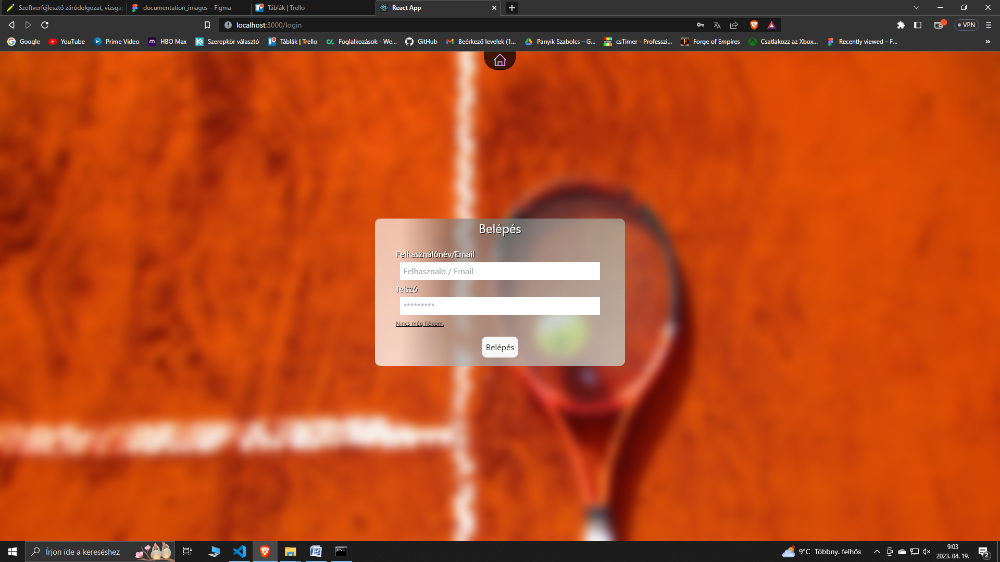 Szoftverfejlesztő záródolgozat, vizsgap
documentation_images – Figma
Táblák | Trello
React App
localhost:3000/login
VPN
Google
YouTube
Prime Video
HBO Max
Szerepkör választó
Táblák | Trello
Foglalkozások - We...
GitHub
Beérkező levelek (1...
Panyik Szabolcs – G...
csTimer - Professzi...
Forge of Empires
Csatlakozz az Xbox...
Recently viewed – F...
Belépés
Felhasználónév/Email
Felhasznalo / Email
Jelszó
*********
Nincs még fiókom.
Belépés
Írjon ide a kereséshez
9°C Többny. felhős
9:03
2023. 04. 19.
2